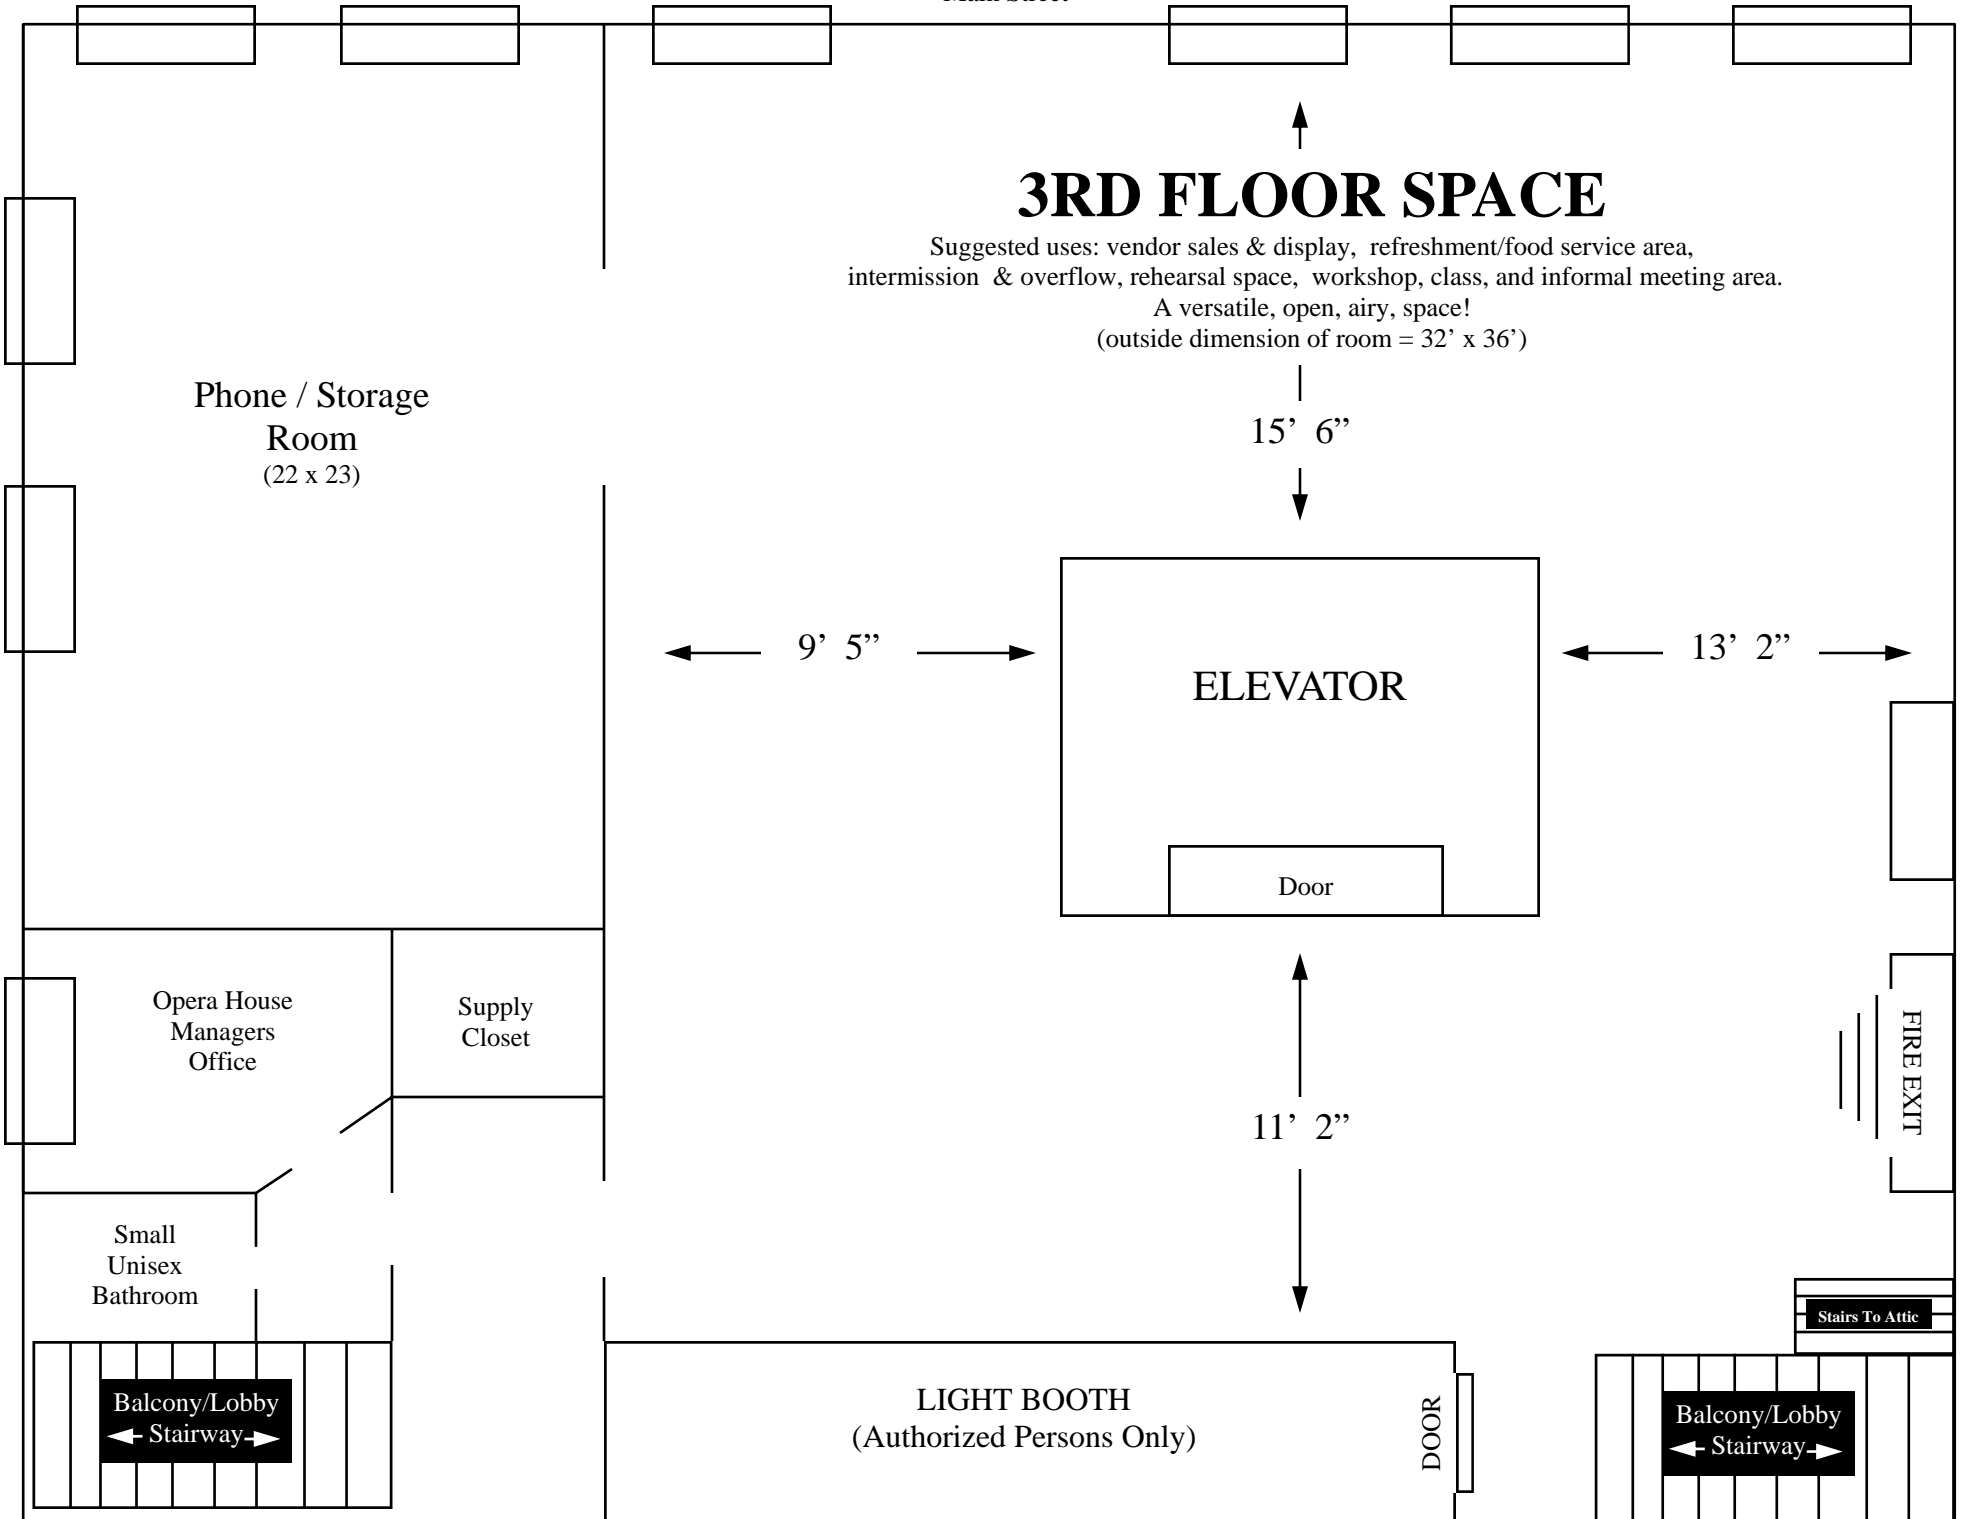 Main Street
3RD FLOOR SPACE
Suggested uses: vendor sales & display, refreshment/food service area,
intermission & overflow, rehearsal space, workshop, class, and informal meeting area.
A versatile, open, airy, space!
(outside dimension of room = 32’ x 36’)
Phone / Storage
Room
(22 x 23)
15’ 6”
9’ 5”
ELEVATOR
13’ 2”
Door
Opera House
Managers
Office
Supply
Closet
FIRE EXIT
11’ 2”
Small
Unisex
Bathroom
Stairs To Attic
Balcony/Lobby
Stairway
LIGHT BOOTH
(Authorized Persons Only)
DOOR
Balcony/Lobby
Stairway